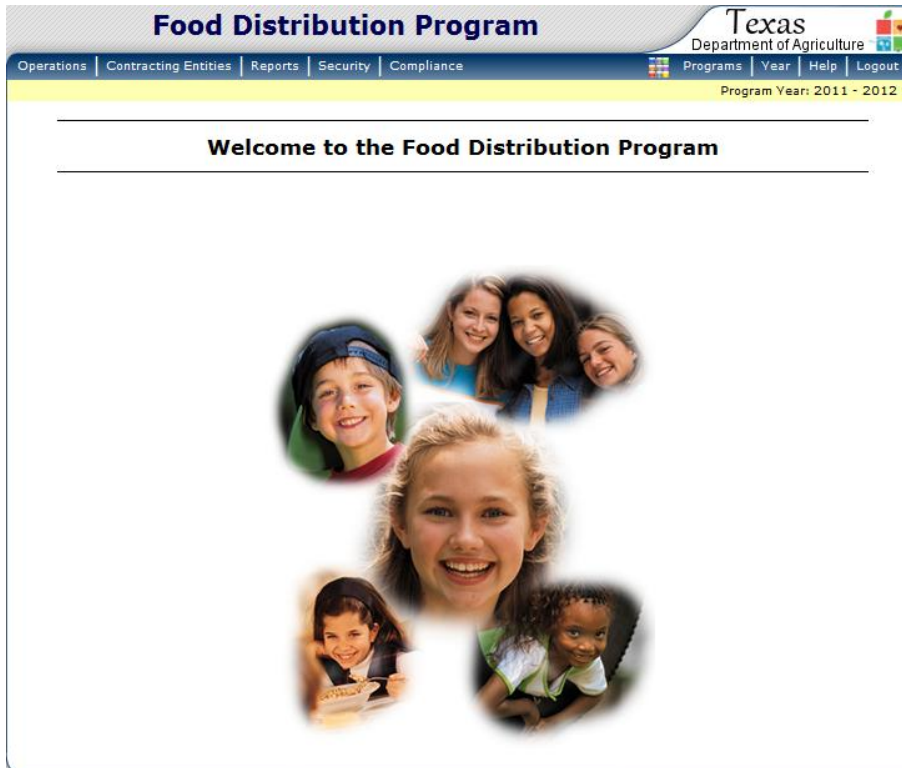 Food Distribution Program
Texas
Department of Agriculture
Operations | Contracting Entities | Reports | Security | Compliance
Programs | Year | Help | Logout
Program Year: 2011 - 2012
Welcome to the Food Distribution Program